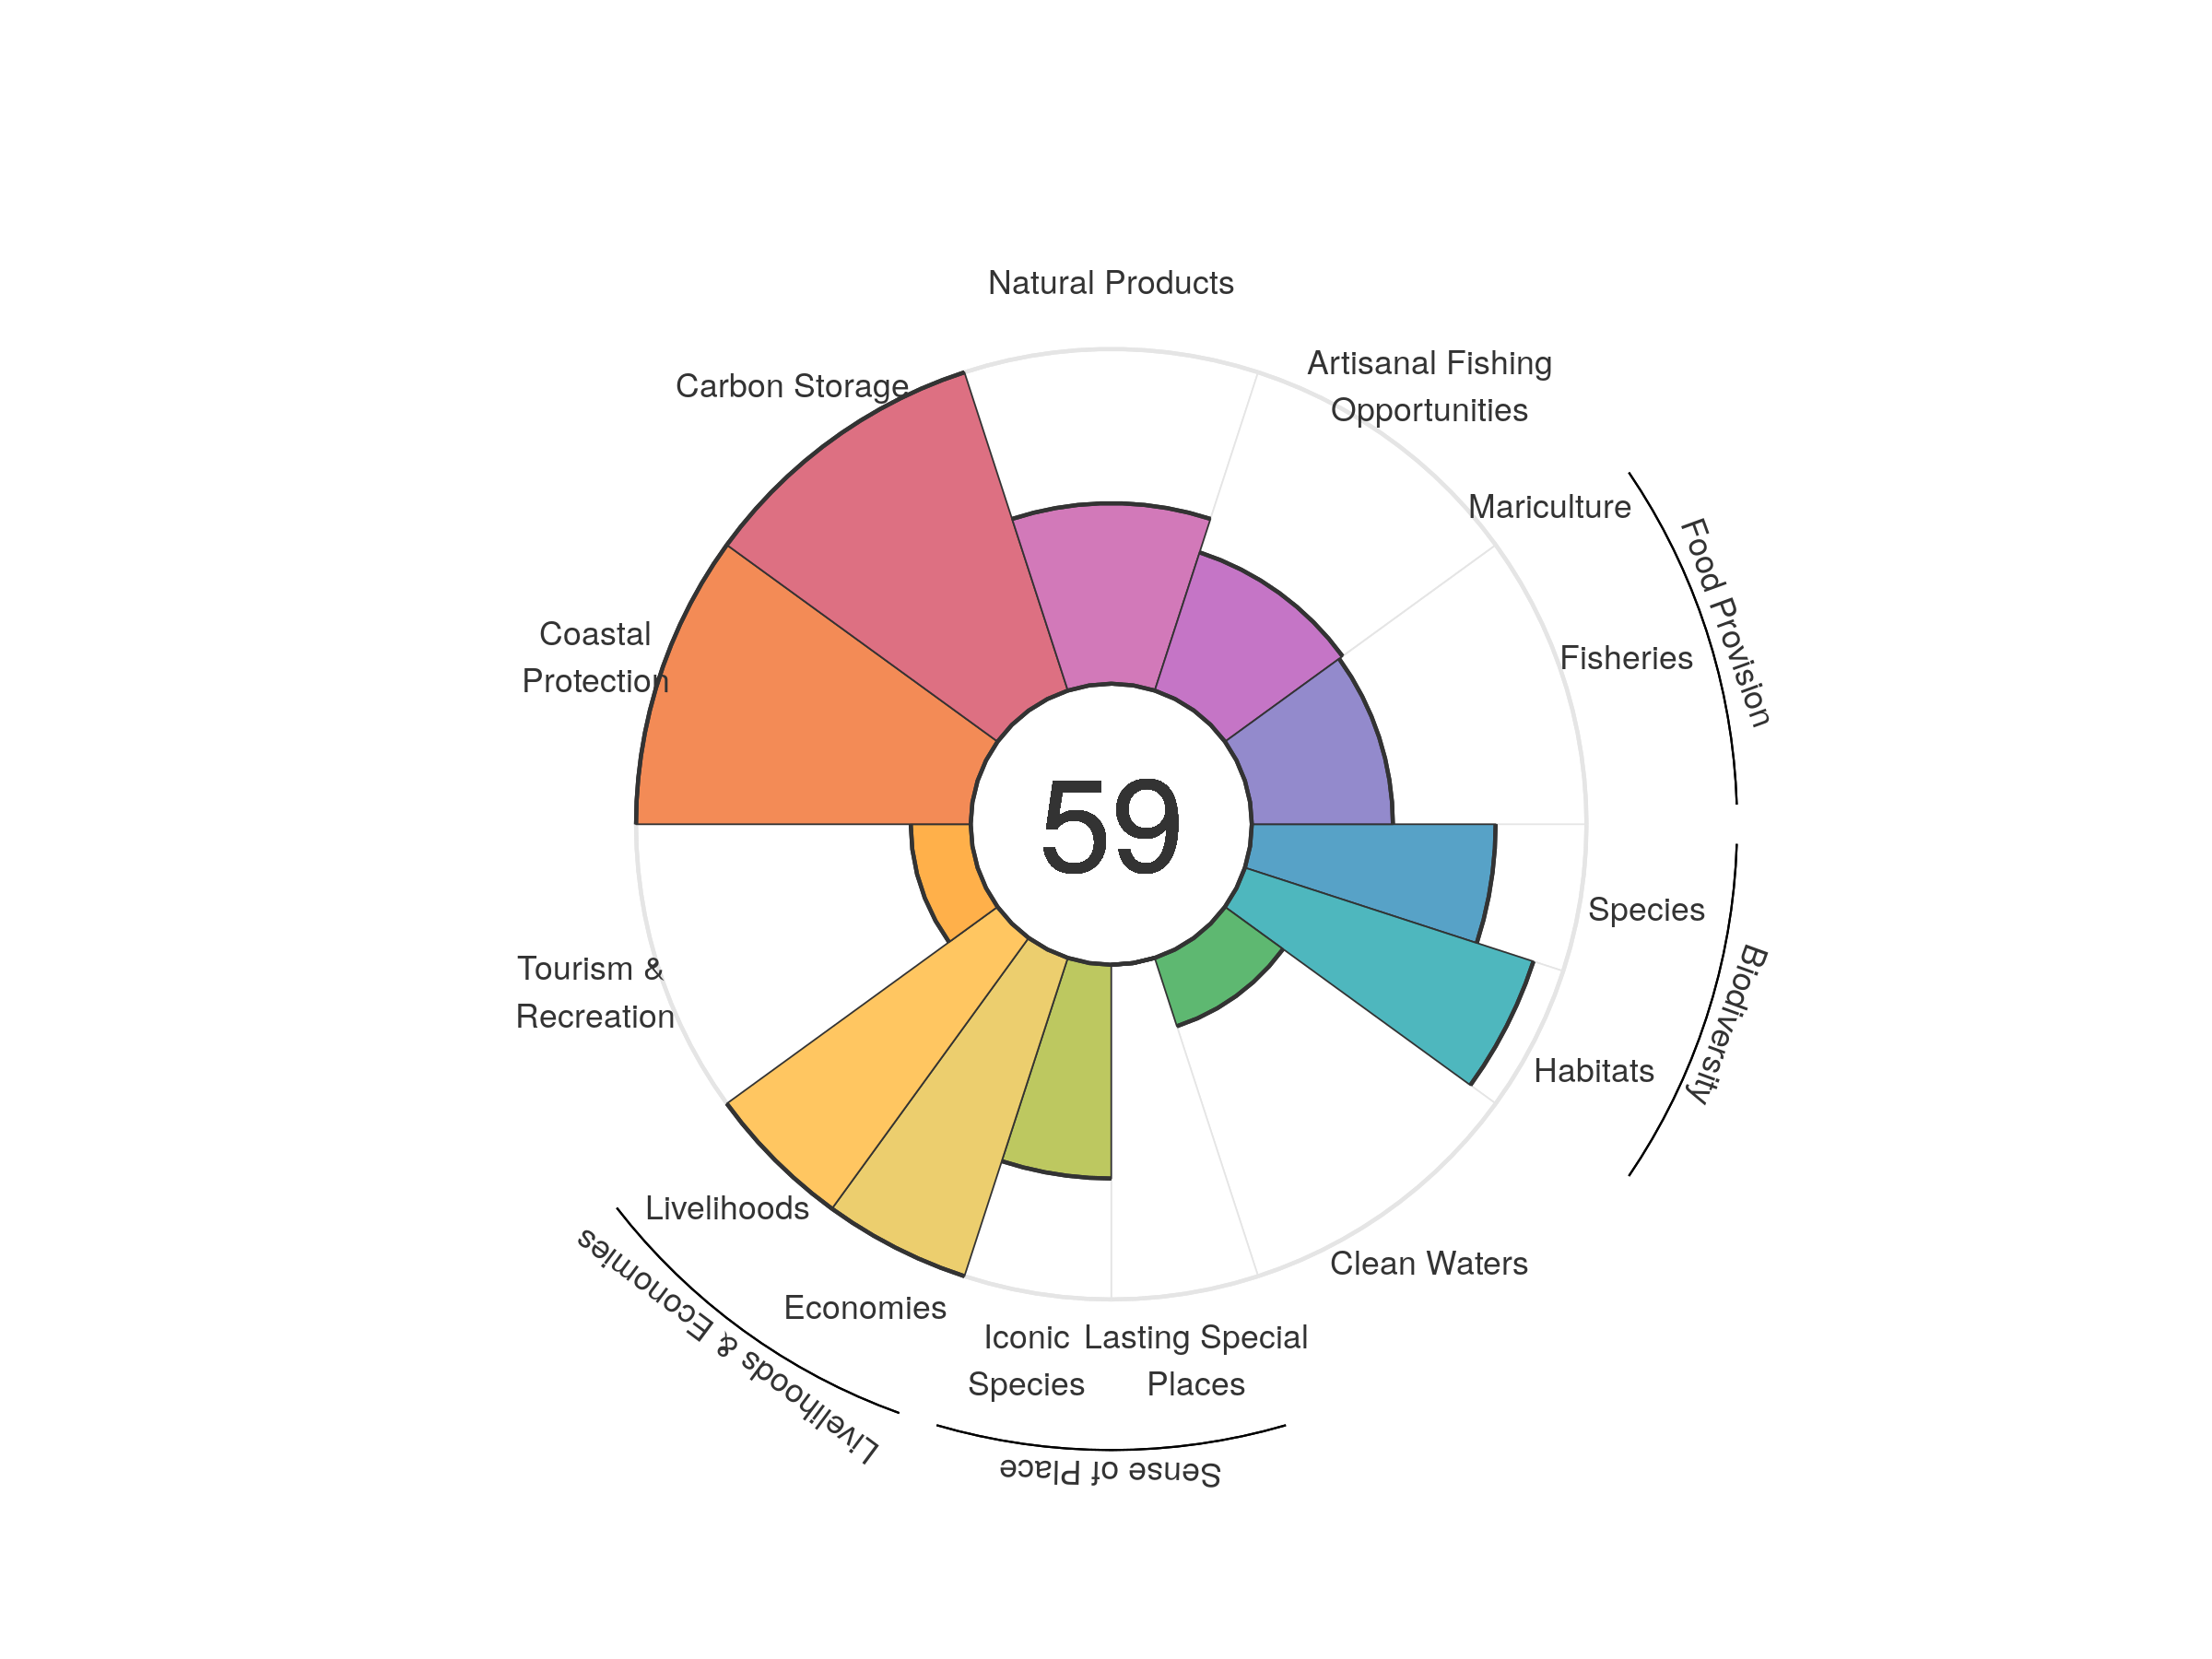 Natural Products
Artisanal Fishing
Opportunities
Carbon Storage
Mariculture
Food Provision
Coastal
Protection
Fisheries
59
Species
Biodiversity
Tourism &
Recreation
Habitats
Livelihoods
Livelihoods & Economies
Clean Waters
Economies
Iconic
Species
Lasting Special
Places
Sense of Place